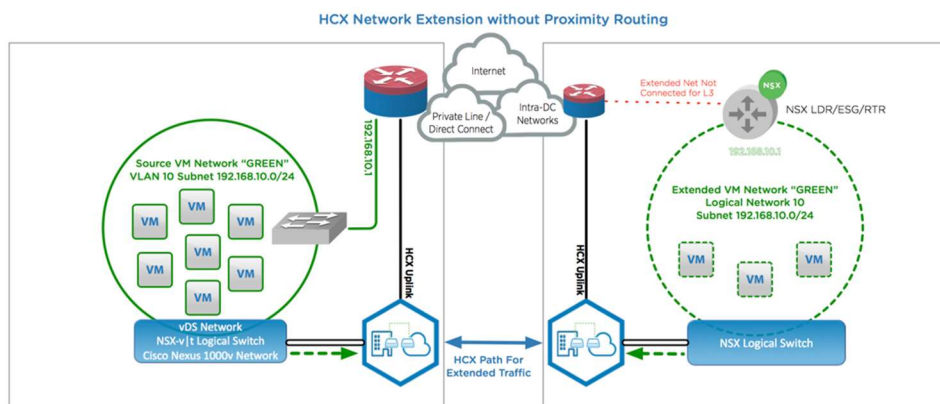 HCX Network Extension without Proximity Routing
Internet
Private Line /
Direct Connect
Intra-DC
Networks
Extended Net Not
Connected for L3
NSX
NSX LDR/ESG/RTR
192.168.10.1
192.168.10.1
Source VM Network "GREEN"
VLAN 10 Subnet 192.168.10.0/24
VM
VM
VM
VM
VM
VM
VM
Extended VM Network "GREEN"
Logical Network 10
Subnet 192.168.10.0/24
VM
VM
VM
HCX Uplink
HCX Uplink
vDS Network
NSX-v|t Logical Switch
Cisco Nexus 1000v Network
HCX Path For
Extended Traffic
NSX Logical Switch